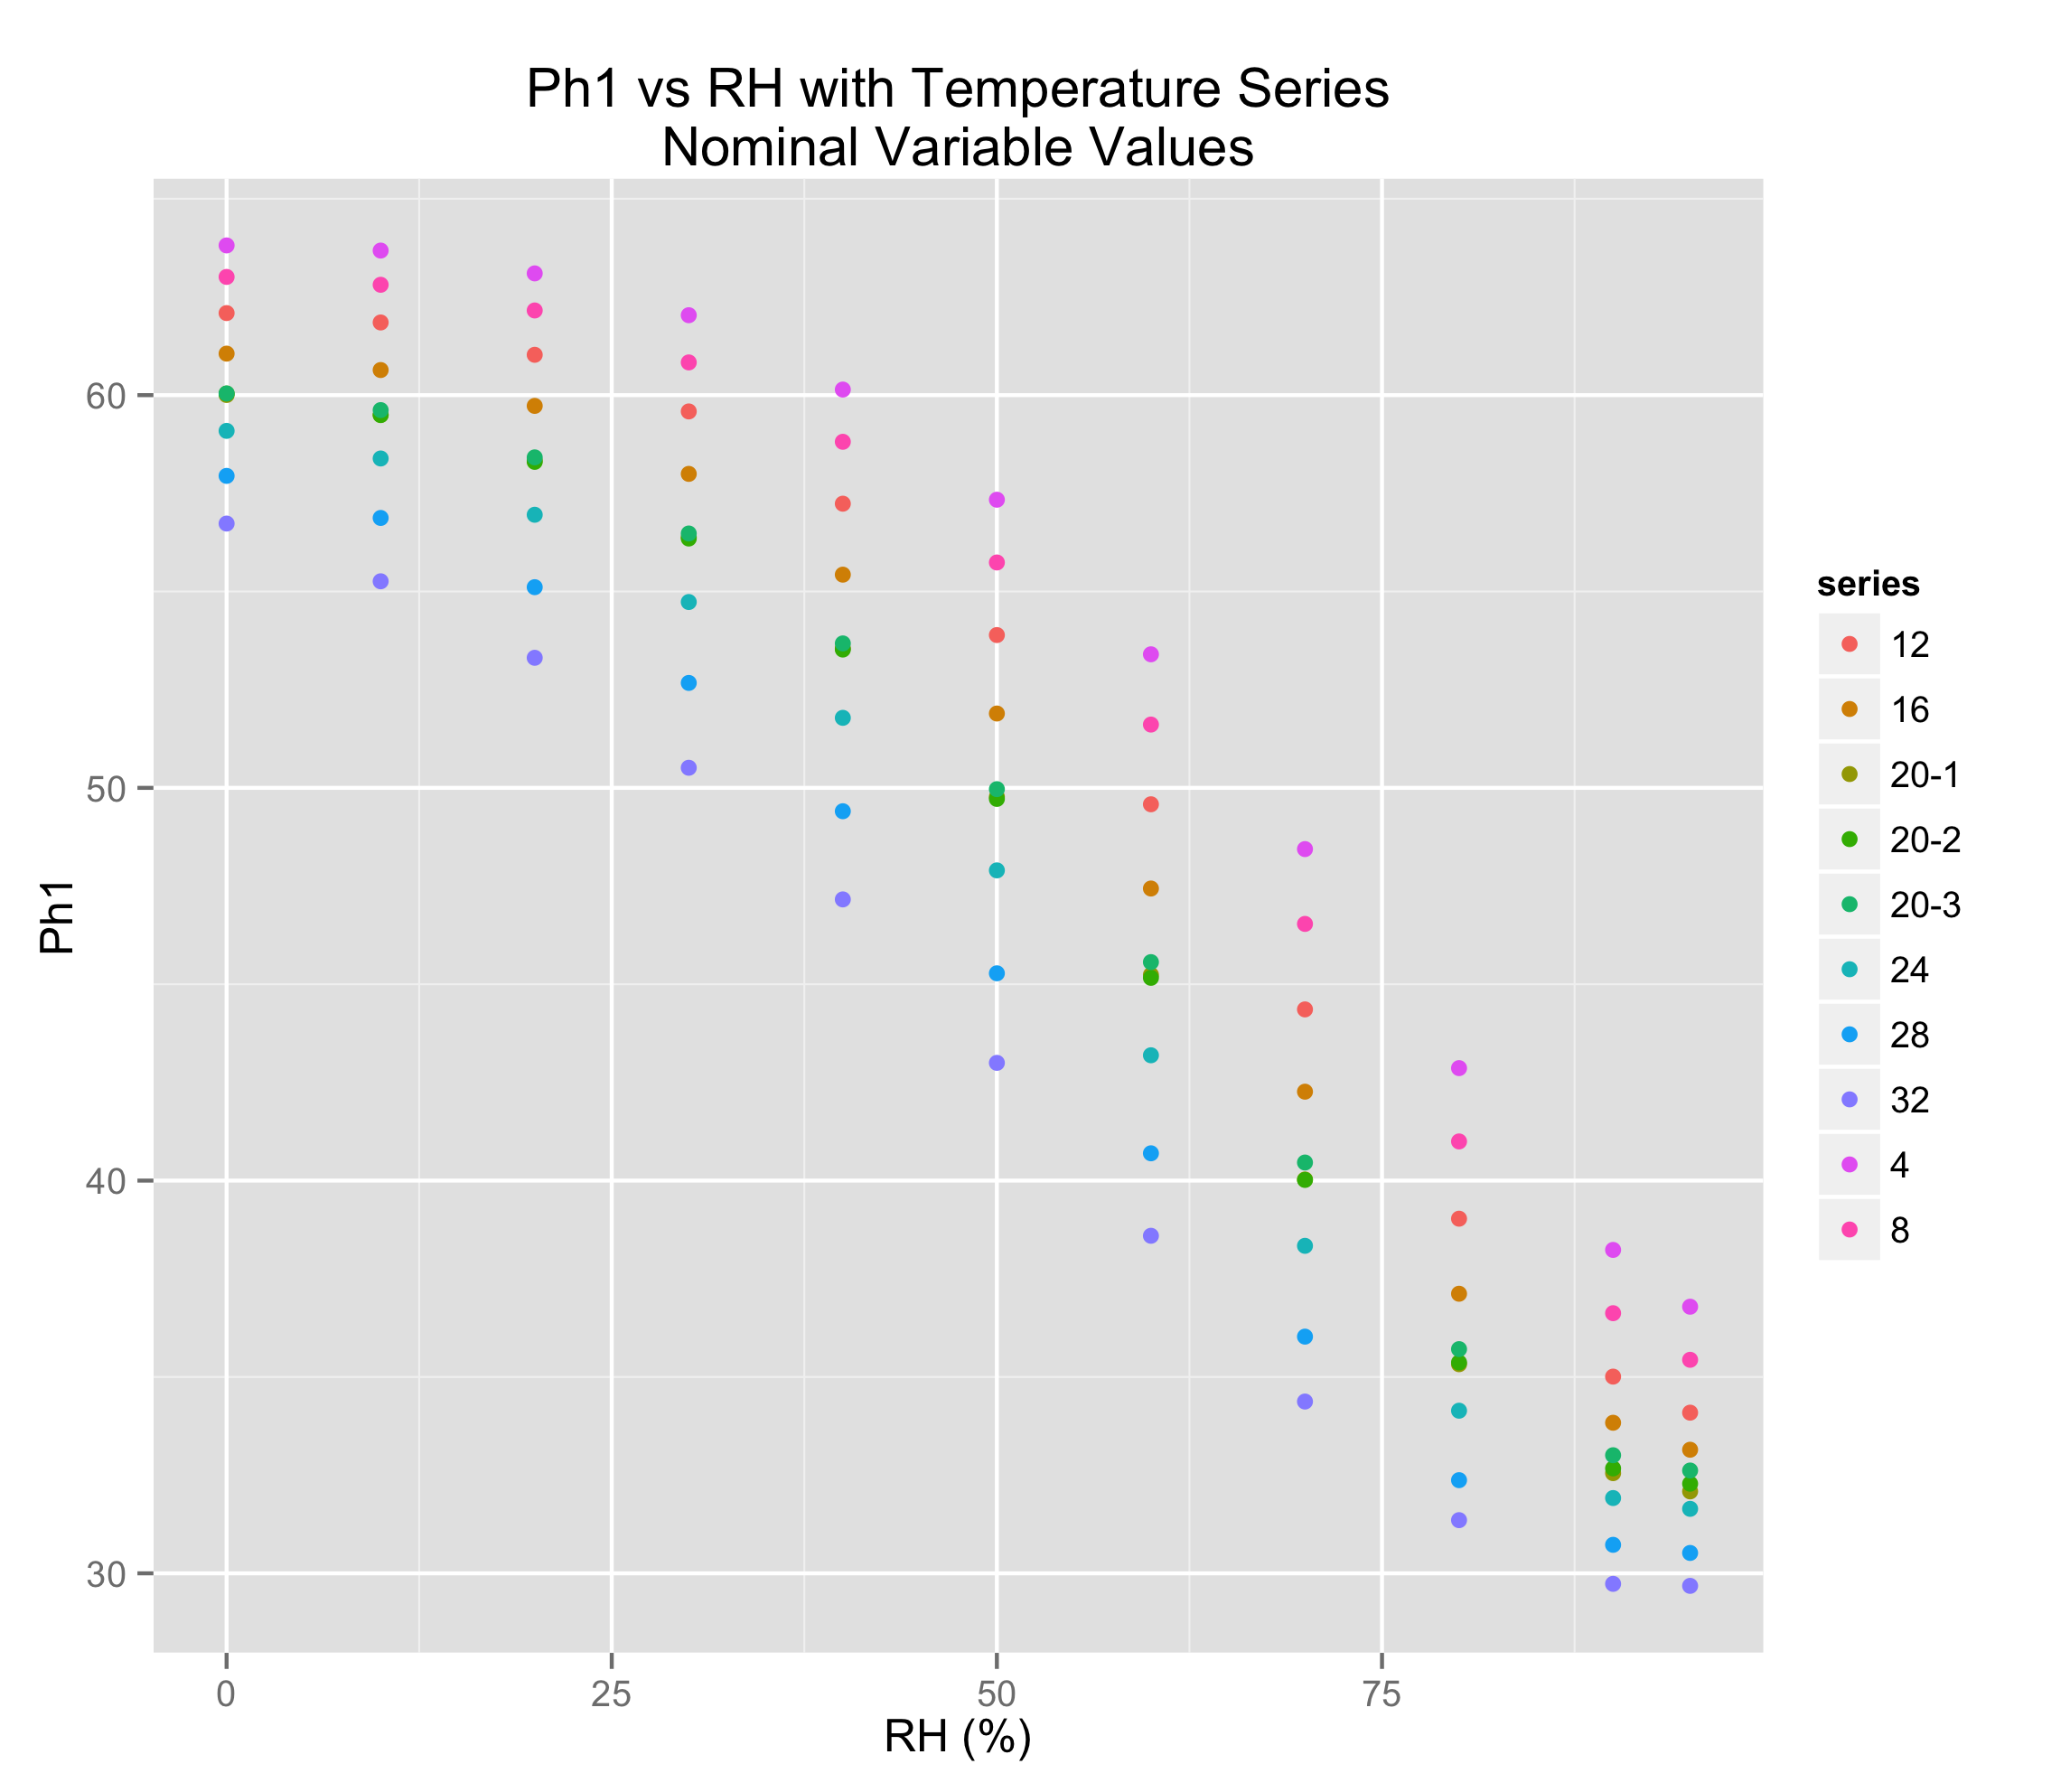 Ph1 vs RH with Temperature Series
Nominal Variable Values
60
50
40
30
Ph1
0 25 50 75
RH (%)
series
12
16
20-1
20-2
20-3
24
28
32
4
8